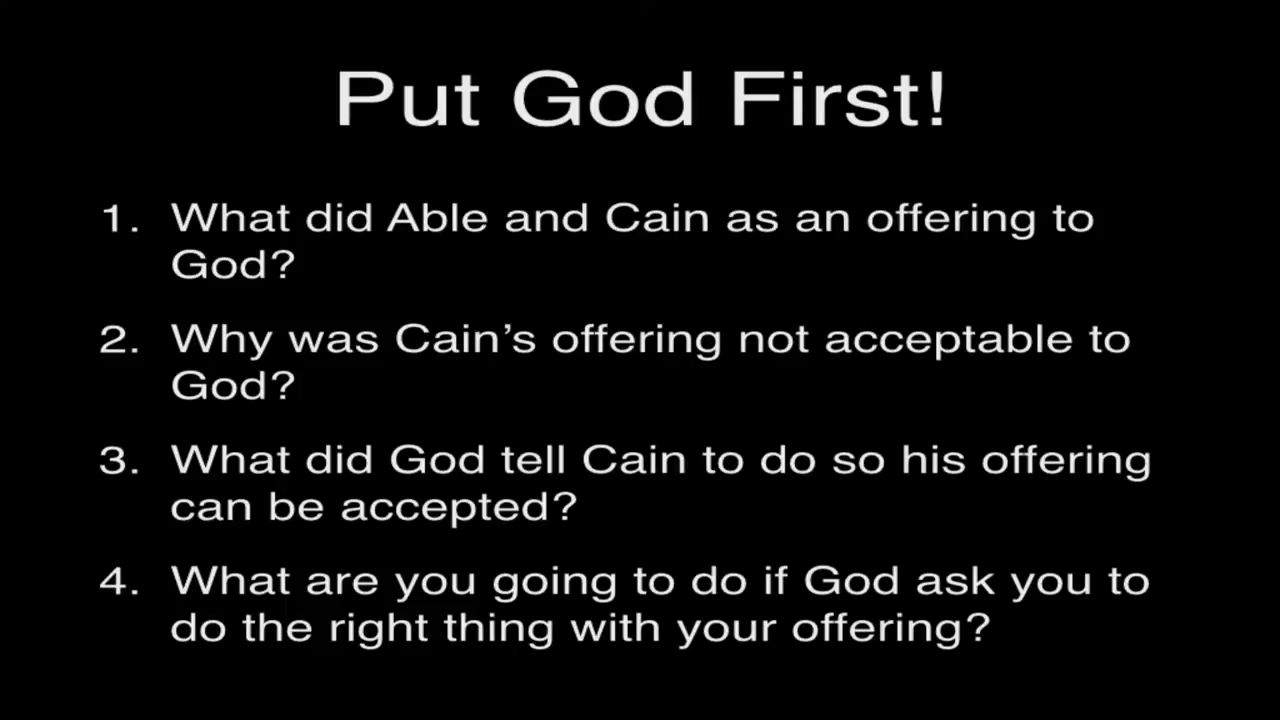 Put God First!
1. What did Able and Cain as an offering to
God?
2. Why was Cain’s offering not acceptable to
God?
3. What did God tell Cain to do so his offering
can be accepted?
4. What are you going to do if God ask you to
do the right thing with your offering?